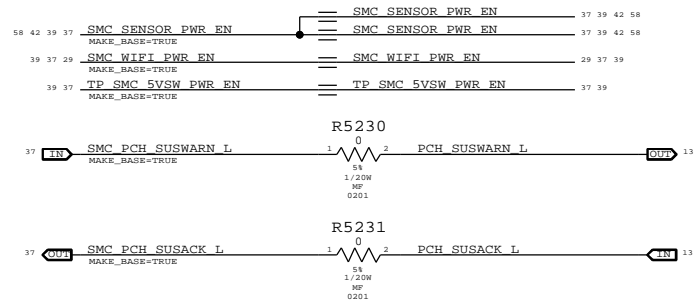 SMC_SENSOR_PWR_EN 37 39 42 58
58 42 39 37 SMC_SENSOR_PWR_EN SMC_SENSOR_PWR_EN 37 39 42 58
MAKE_BASE=TRUE
39 37 29 SMC_WIFI_PWR_EN SMC_WIFI_PWR_EN 29 37 39
MAKE_BASE=TRUE
39 37 TP_SMC_5VSW_PWR_EN TP_SMC_5VSW_PWR_EN 37 39
MAKE_BASE=TRUE
R5230
0
37 IN SMC_PCH_SUSWARN_L 1 2 PCH_SUSWARN_L OUT 13
MAKE_BASE=TRUE
5%
1/20W
MF
0201
R5231
0
37 OUT SMC_PCH_SUSACK_L 1 2 PCH_SUSACK_L IN 13
MAKE_BASE=TRUE
5%
1/20W
MF
0201